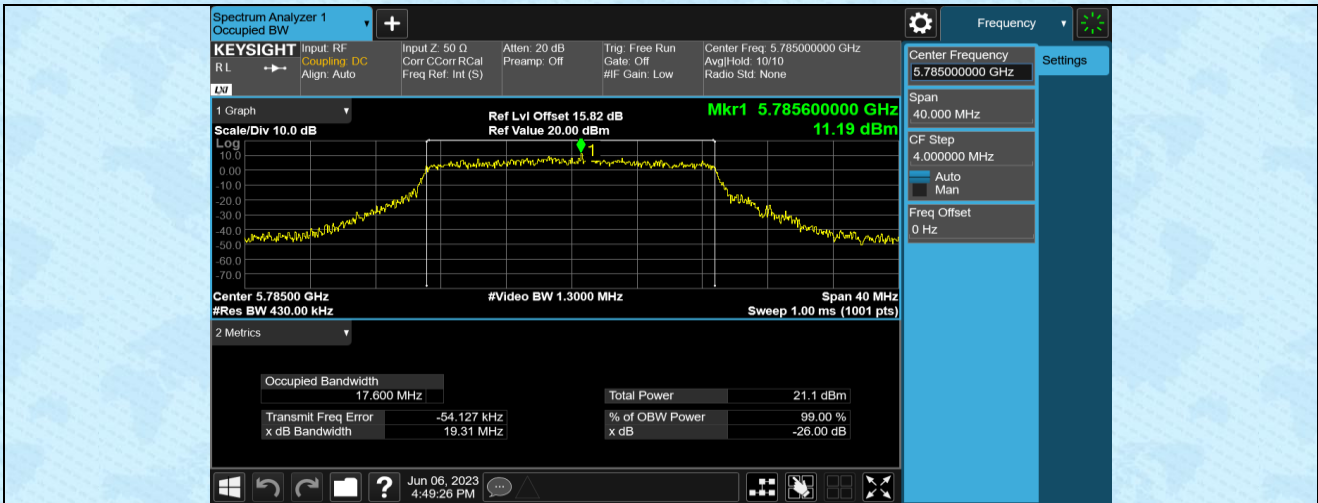 Spectrum Analyzer 1
Occupied BW
Frequency
KEYSIGHT
R L
LXI
Input: RF
Coupling: DC
Align: Auto
Input Z: 50 Ω
Corr CCorr RCal
Freq Ref: Int (S)
Atten: 20 dB
Preamp: Off
Trig: Free Run
Gate: Off
#IF Gain: Low
Center Freq: 5.785000000 GHz
Avg|Hold: 10/10
Radio Std: None
Center Frequency
5.785000000 GHz
Settings
Span
40.000 MHz
CF Step
4.000000 MHz
Auto
Man
Freq Offset
0 Hz
1 Graph
Scale/Div 10.0 dB
Ref Lvl Offset 15.82 dB
Ref Value 20.00 dBm
Mkr1 5.785600000 GHz
11.19 dBm
Log
10.0
0.00
-10.0
-20.0
-30.0
-40.0
-50.0
-60.0
-70.0
1
Center 5.78500 GHz
#Res BW 430.00 kHz
#Video BW 1.3000 MHz
Span 40 MHz
Sweep 1.00 ms (1001 pts)
2 Metrics
Occupied Bandwidth
17.600 MHz
Total Power 21.1 dBm
Transmit Freq Error -54.127 kHz
% of OBW Power 99.00 %
x dB Bandwidth 19.31 MHz
x dB -26.00 dB
?
Jun 06, 2023
4:49:26 PM